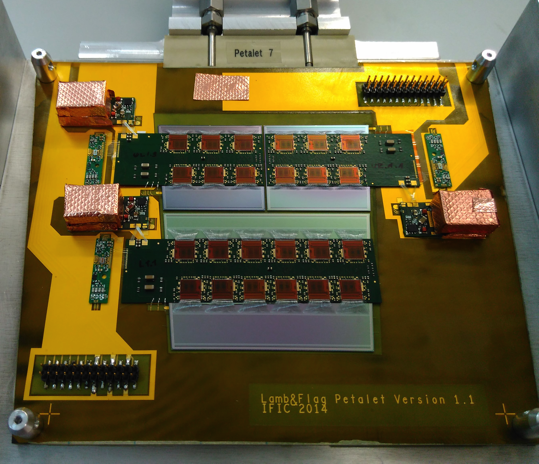 Petalet 7
Lamb&Flag Petalet Version 1.1
IFIC 2014